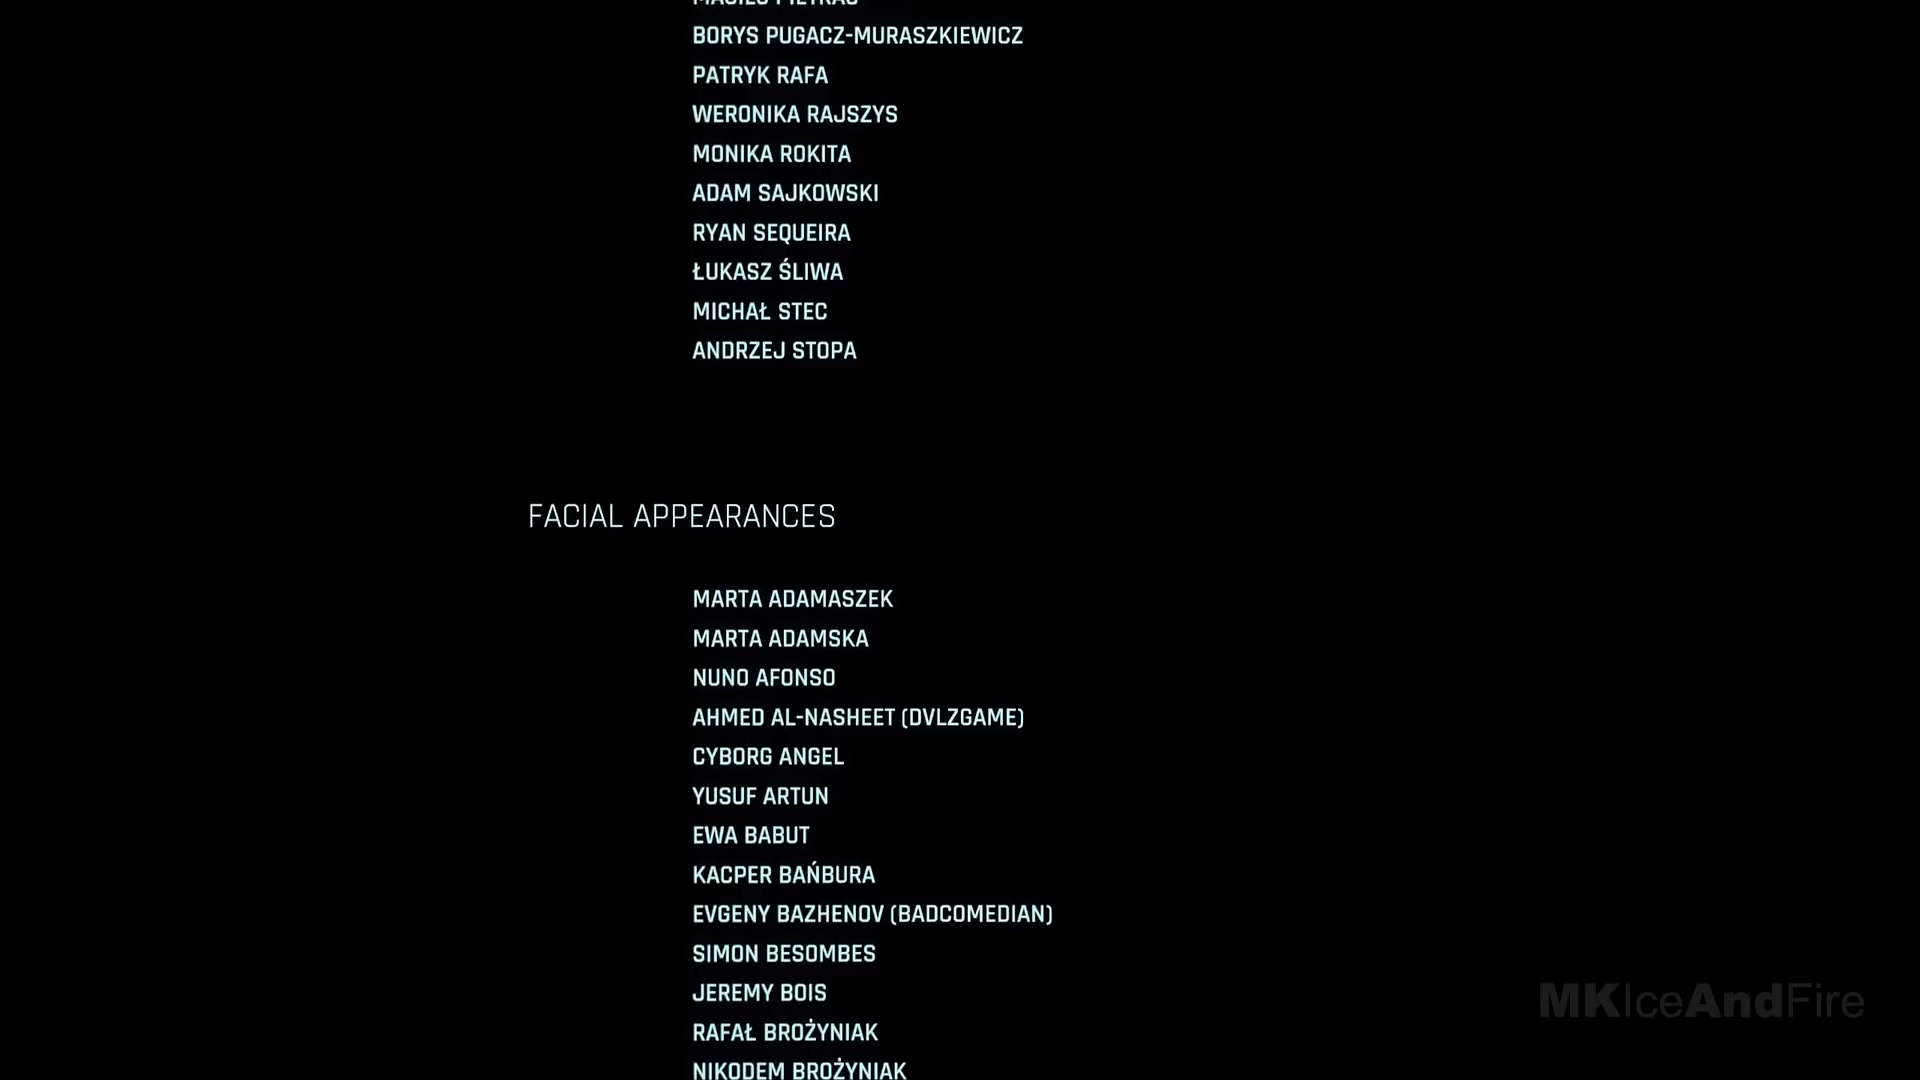 BORYS PUGACZ-MURASZKIEWICZ
PATRYK RAFA
WERONIKA RAJSZYS
MONIKA ROKITA
ADAM SAJKOWSKI
RYAN SEQUEIRA
ŁUKASZ ŚLIWA
MICHAŁ STEC
ANDRZEJ STOPA
FACIAL APPEARANCES
MARTA ADAMASZEK
MARTA ADAMSKA
NUNO AFONSO
AHMED AL-NASHEET (DVLZGAME)
CYBORG ANGEL
YUSUF ARTUN
EWA BABUT
KACPER BAŃBURA
EVGENY BAZHENOV (BADCOMEDIAN)
SIMON BESOMBES
JEREMY BOIS
RAFAŁ BROŻYNIAK
NIKODEM BROŻYNIAK
MKIceAndFire